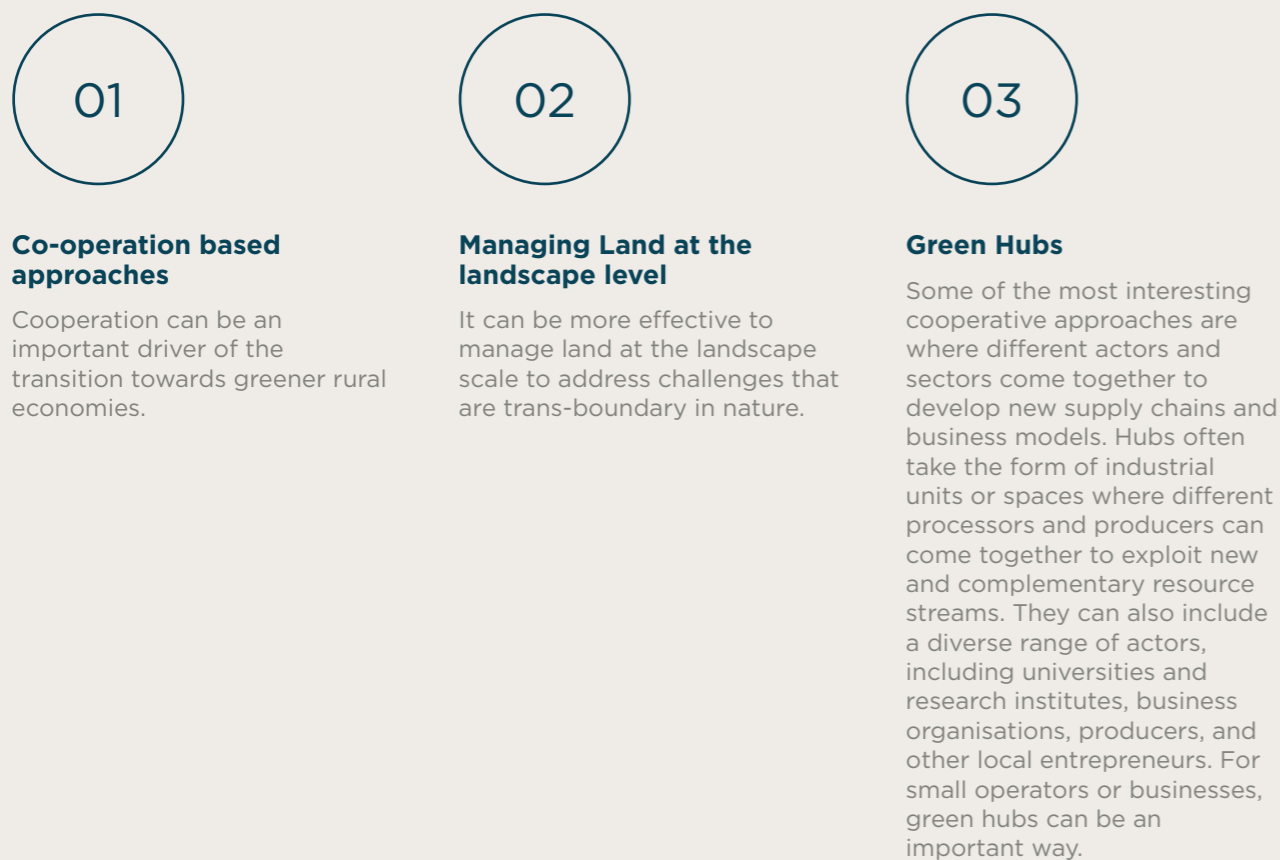 01
Co-operation based
approaches
Cooperation can be an
important driver of the
transition towards greener rural
economies.
02
Managing Land at the
landscape level
It can be more effective to
manage land at the landscape
scale to address challenges that
are trans-boundary in nature.
03
Green Hubs
Some of the most interesting
cooperative approaches are
where different actors and
sectors come together to
develop new supply chains and
business models. Hubs often
take the form of industrial
units or spaces where different
processors and producers can
come together to exploit new
and complementary resource
streams. They can also include
a diverse range of actors,
including universities and
research institutes, business
organisations, producers, and
other local entrepreneurs. For
small operators or businesses,
green hubs can be an
important way.